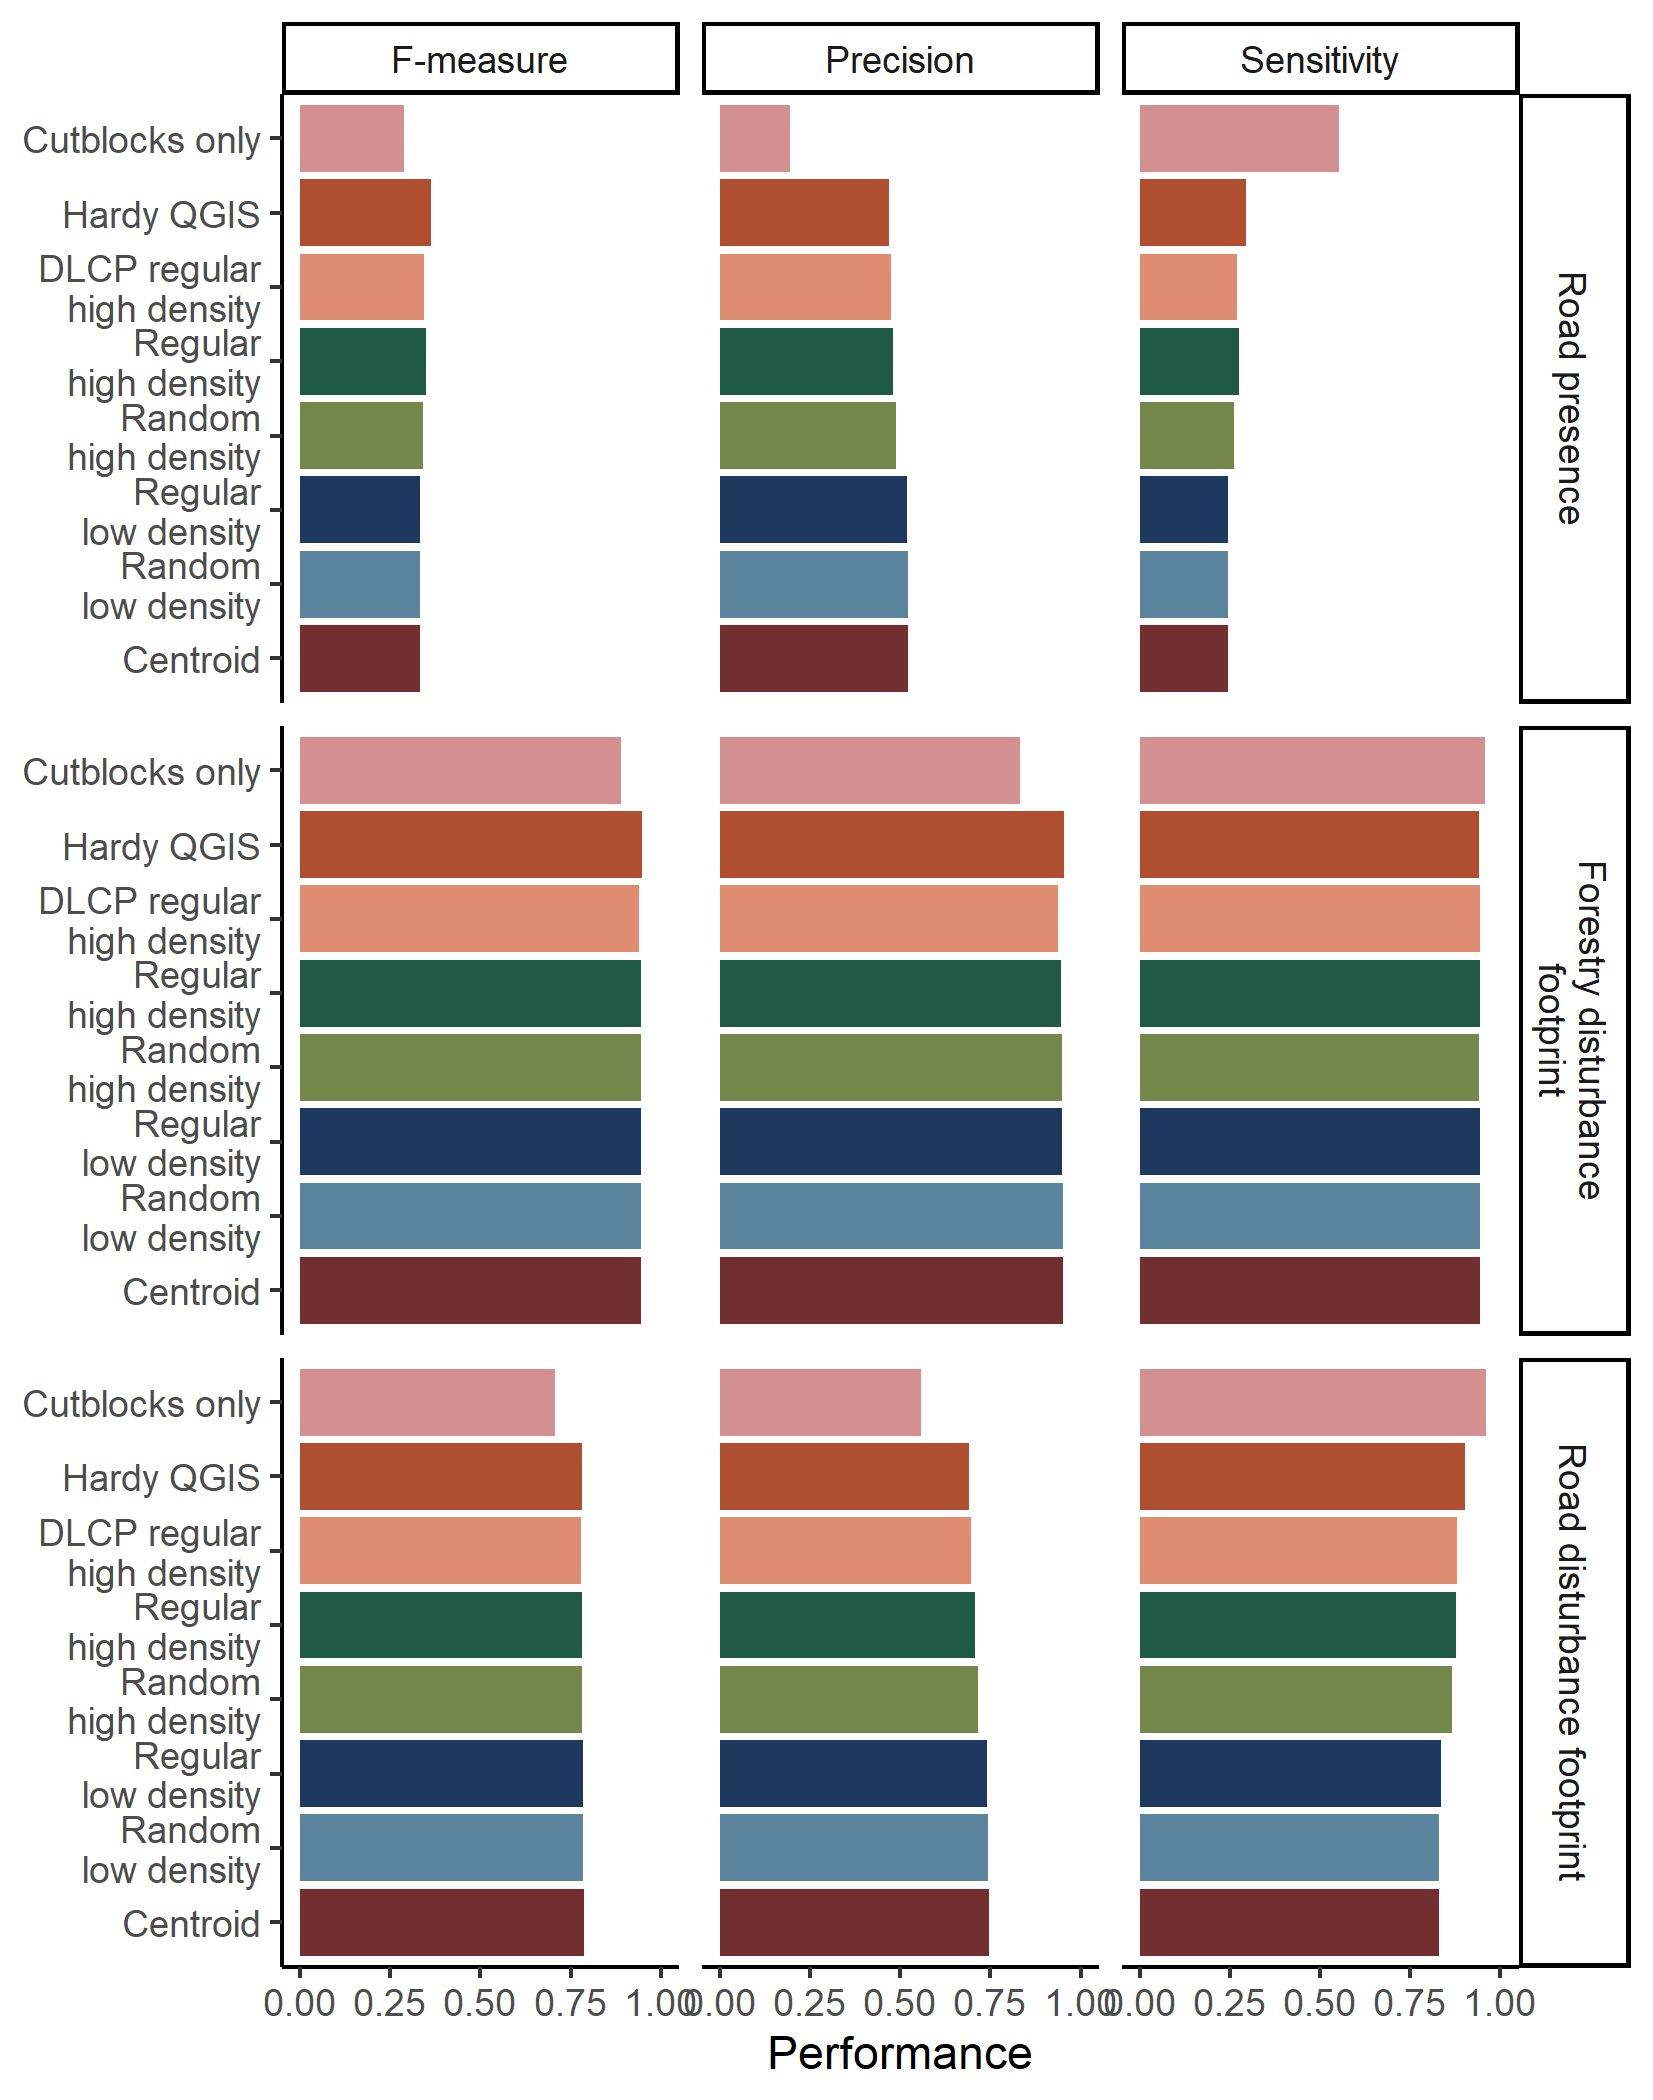 F-measure
Precision
Sensitivity
Cutblocks only
Hardy QGIS
DLCP regular
high density
Regular
high density
Random
high density
Regular
low density
Random
low density
Centroid
Road presence
Cutblocks only
Hardy QGIS
DLCP regular
high density
Regular
high density
Random
high density
Regular
low density
Random
low density
Centroid
Forestry disturbance
footprint
Cutblocks only
Hardy QGIS
DLCP regular
high density
Regular
high density
Random
high density
Regular
low density
Random
low density
Centroid
Road disturbance footprint
0.00 0.25 0.50 0.75 1.00
0.00 0.25 0.50 0.75 1.00
0.00 0.25 0.50 0.75 1.00
Performance